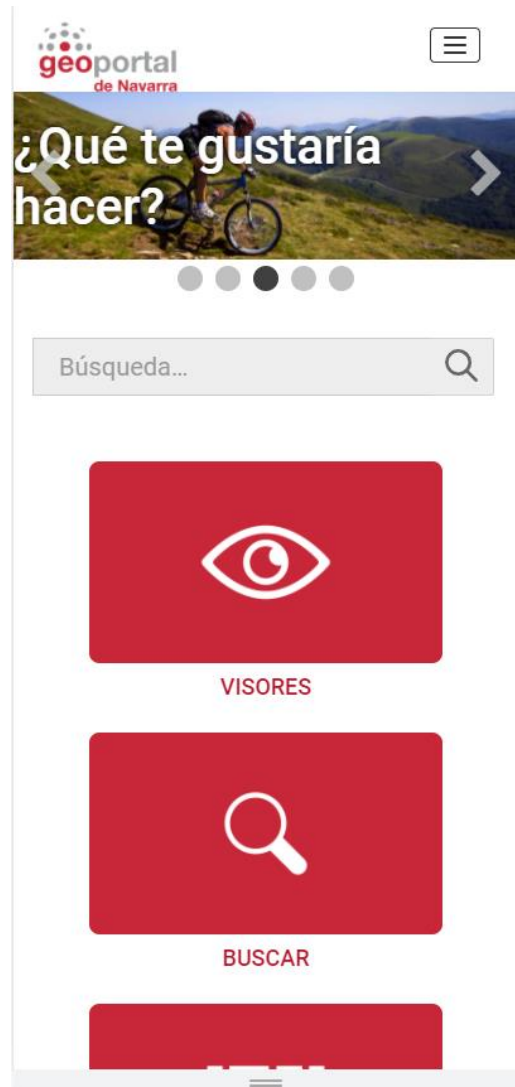 geoportal
de Navarra
¿Qué te gustaría
hacer?
Búsqueda...
VISORES
BUSCAR